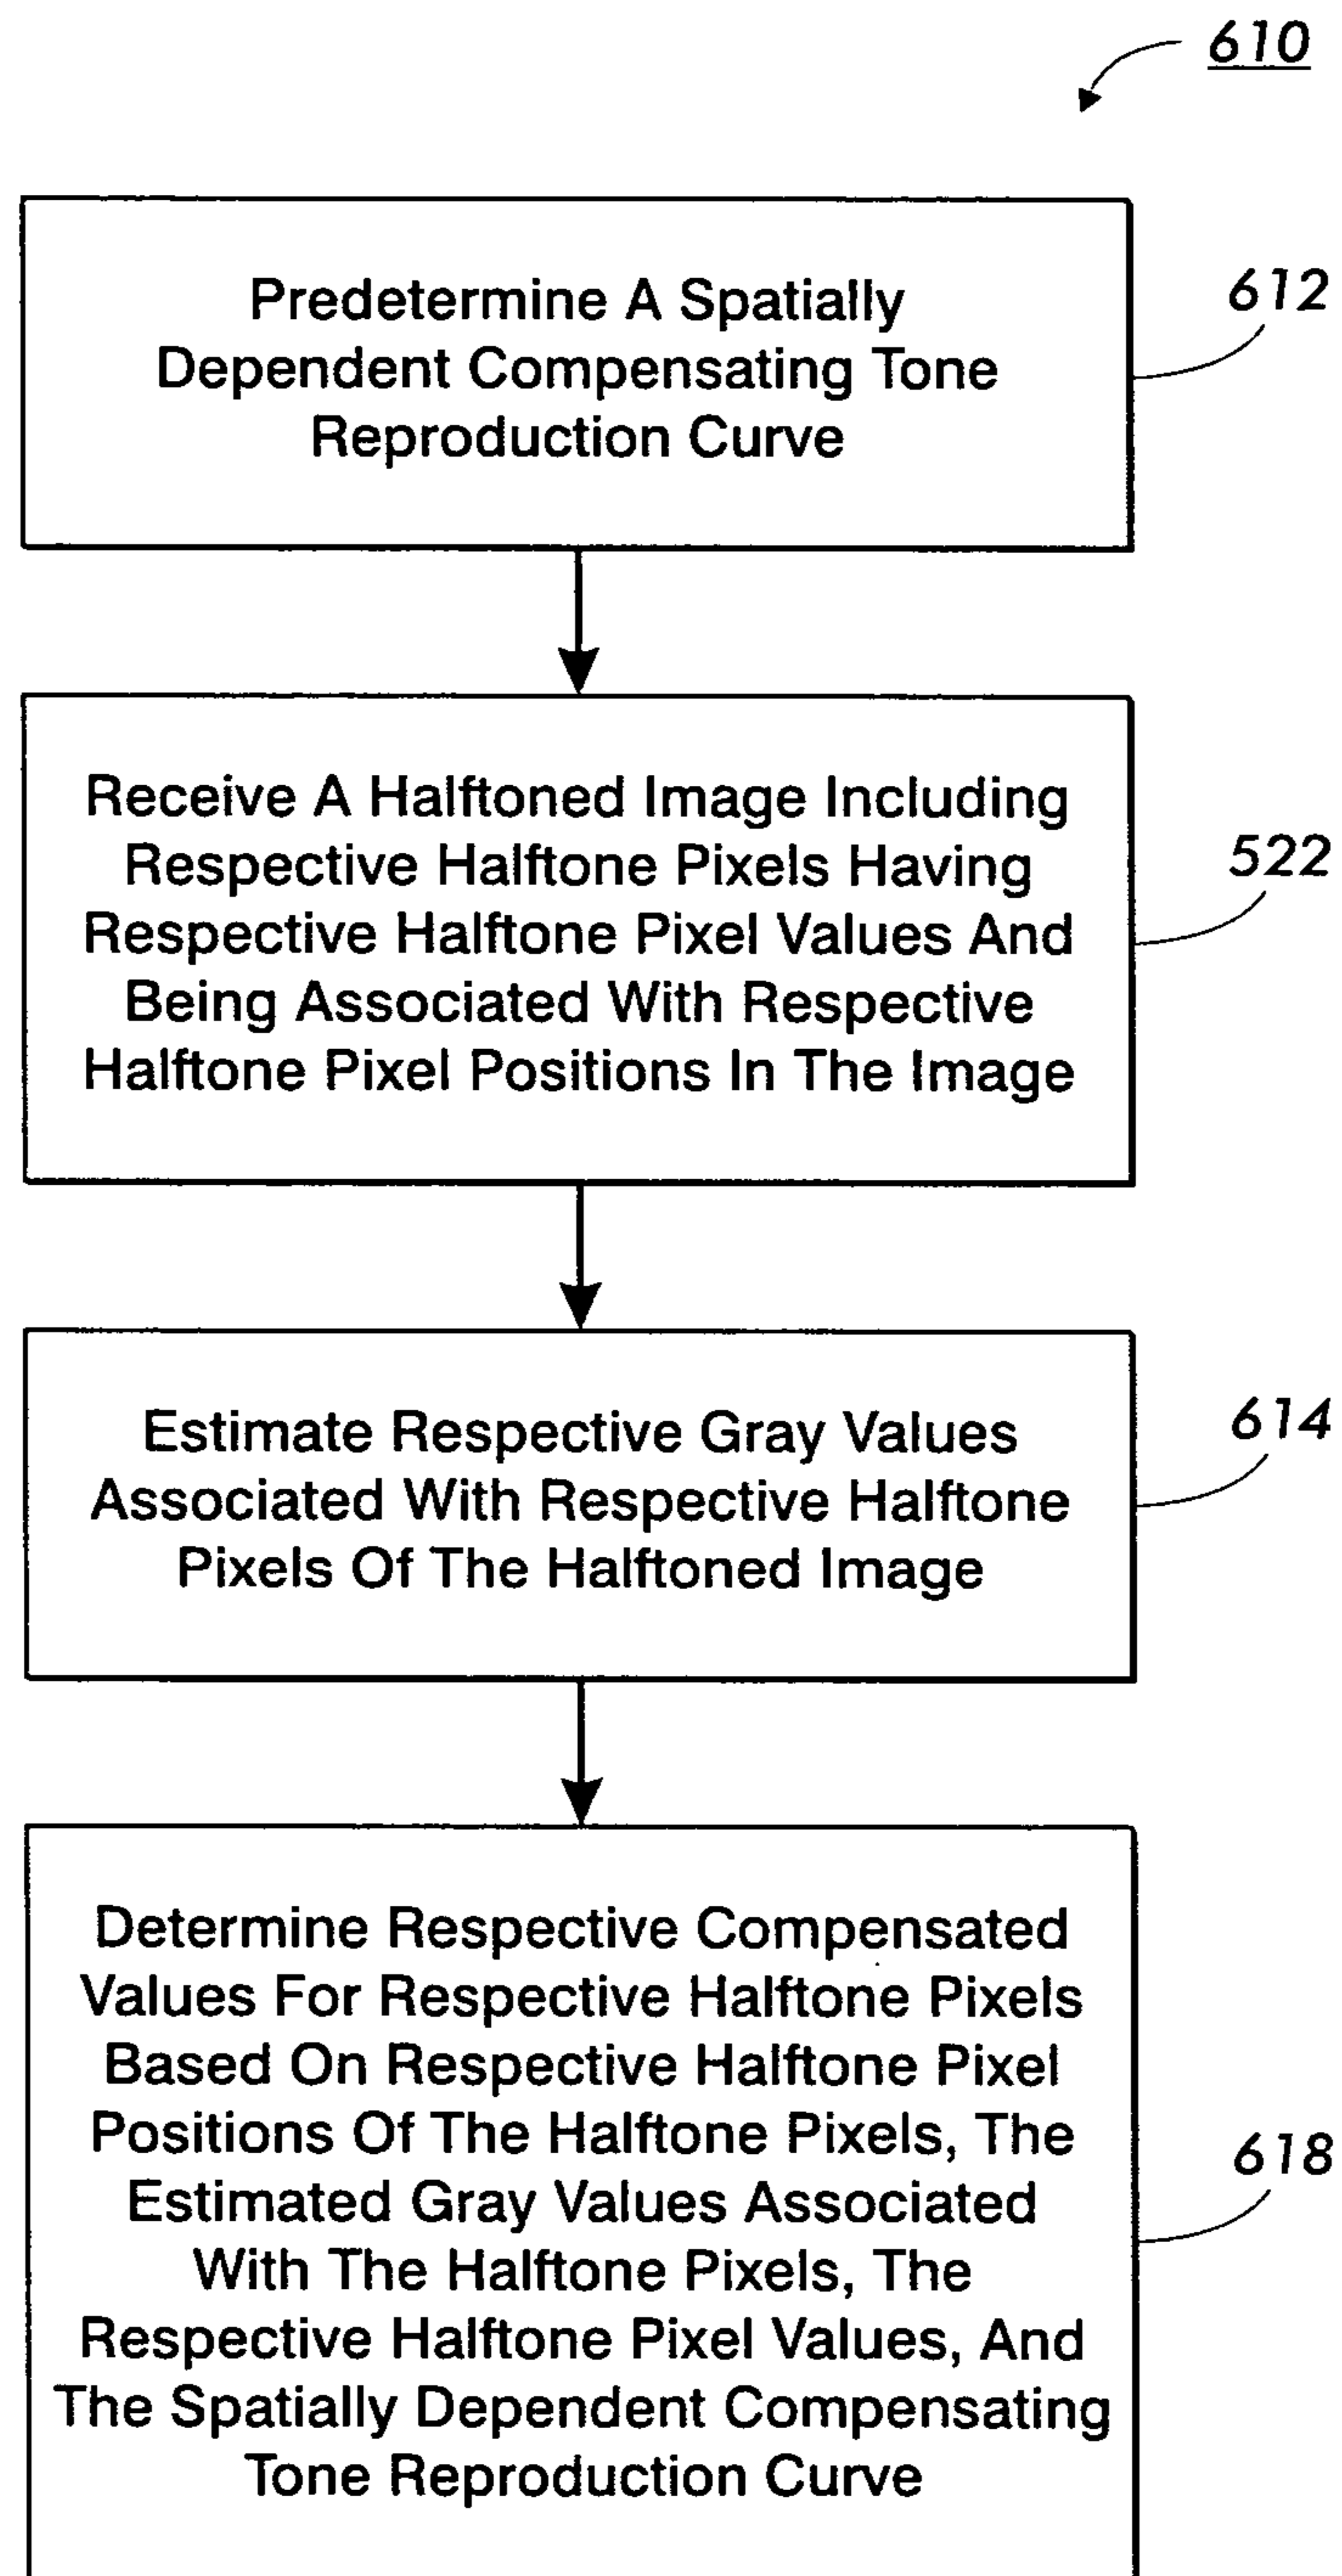 610
Predetermine A Spatially
Dependent Compensating Tone
Reproduction Curve
612
Receive A Halftoned Image Including
Respective Halftone Pixels Having
Respective Halftone Pixel Values And
Being Associated With Respective
Halftone Pixel Positions In The Image
522
Estimate Respective Gray Values
Associated With Respective Halftone
Pixels Of The Halftoned Image
614
Determine Respective Compensated
Values For Respective Halftone Pixels
Based On Respective Halftone Pixel
Positions Of The Halftone Pixels, The
Estimated Gray Values Associated
With The Halftone Pixels, The
Respective Halftone Pixel Values, And
The Spatially Dependent Compensating
Tone Reproduction Curve
618